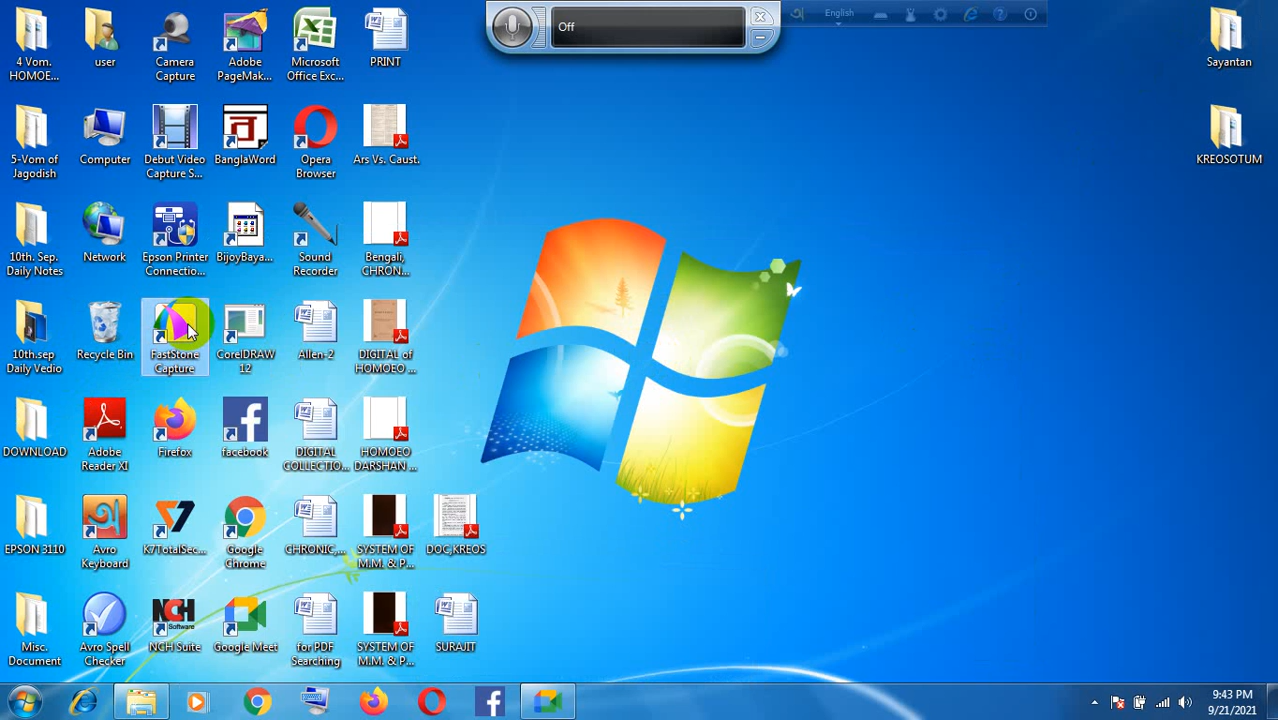 Off
English
4 Vom.
HOMOE...
user
Camera
Capture
Adobe
PageMak...
Microsoft
Office Exc...
PRINT
Sayantan
5-Vom of
Jagodish
Computer
Debut Video
Capture S...
BanglaWord
Opera
Browser
Ars Vs. Caust.
KREOSOTUM
10th. Sep.
Daily Notes
Network
Epson Printer
Connectio...
BijoyBaya...
Sound
Recorder
Bengali,
CHRON...
10th.sep
Daily Vedio
Recycle Bin
FastStone
Capture
CorelDRAW
12
Allen-2
DIGITAL of
HOMOEO ...
DOWNLOAD
Adobe
Reader XI
Firefox
facebook
DIGITAL
COLLECTIO...
HOMOEO
DARSHAN ...
EPSON 3110
Avro
Keyboard
K7TotalSec...
Google
Chrome
CHRONIC,...
SYSTEM OF
M.M. & P...
DOC,KREOS
Misc.
Document
Avro Spell
Checker
NCH
Software
NCH Suite
Google Meet
for PDF
Searching
SYSTEM OF
M.M. & P...
SURAJIT
9:43 PM
9/21/2021